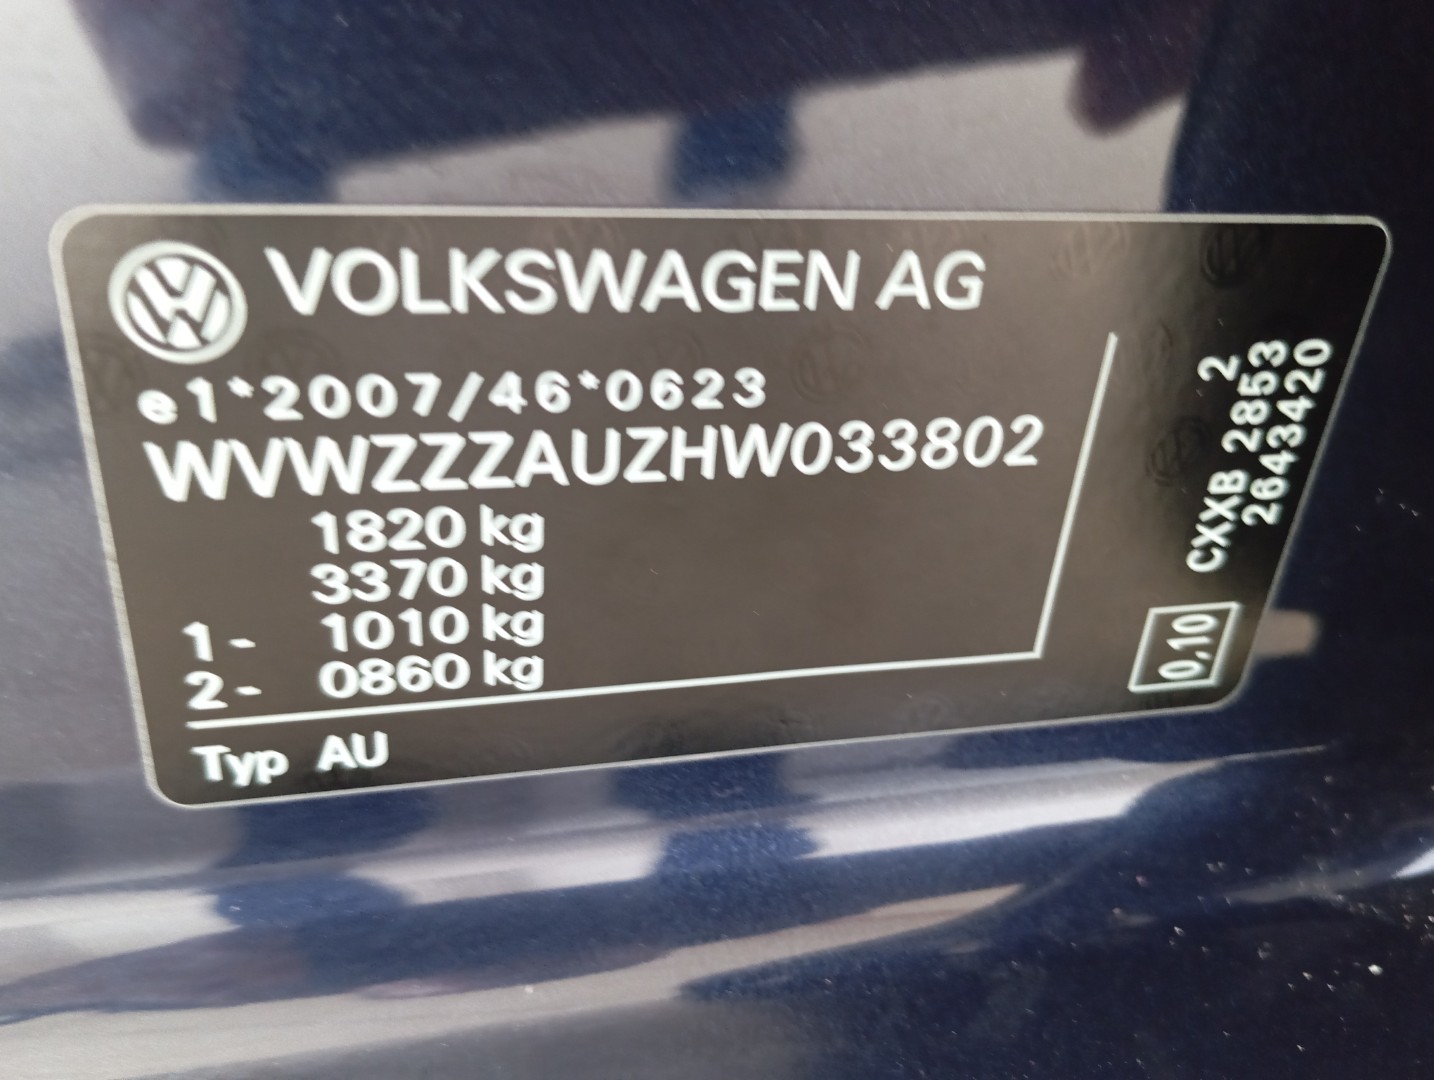 VOLKSWAGEN AG
e1*2007/46*0623
WVWZZZAUZHW033802
1820 kg
3370 kg
1- 1010 kg
2- 0860 kg
Typ AU
2
CXXB 2853
2643420
0,10